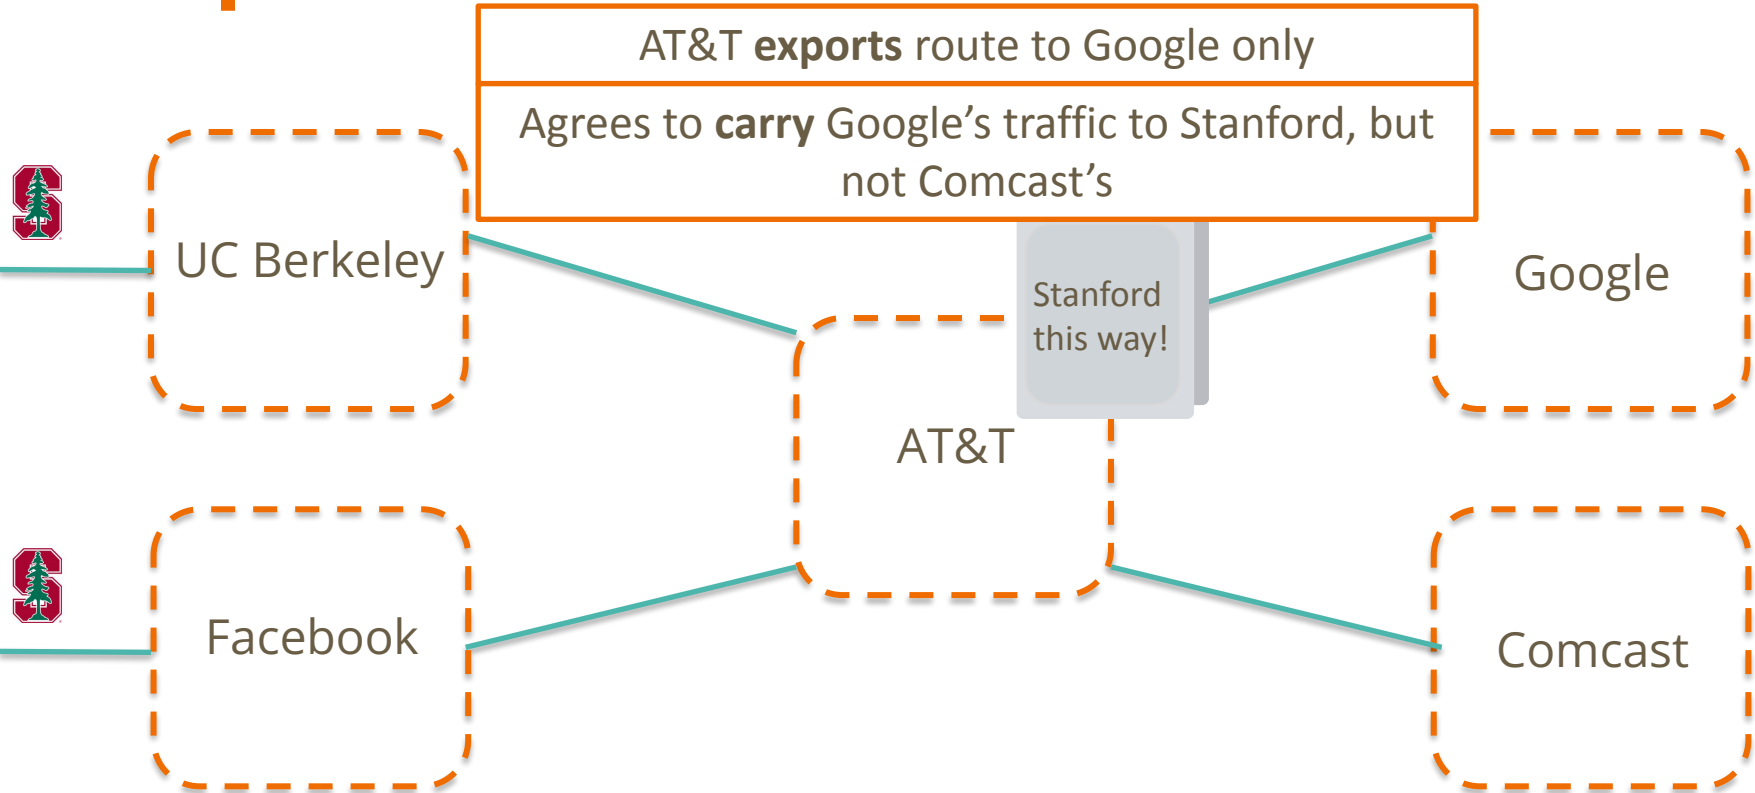 AT&T exports route to Google only
Agrees to carry Google’s traffic to Stanford, but
not Comcast’s
UC Berkeley
Google
Stanford
this way!
AT&T
Facebook
Comcast